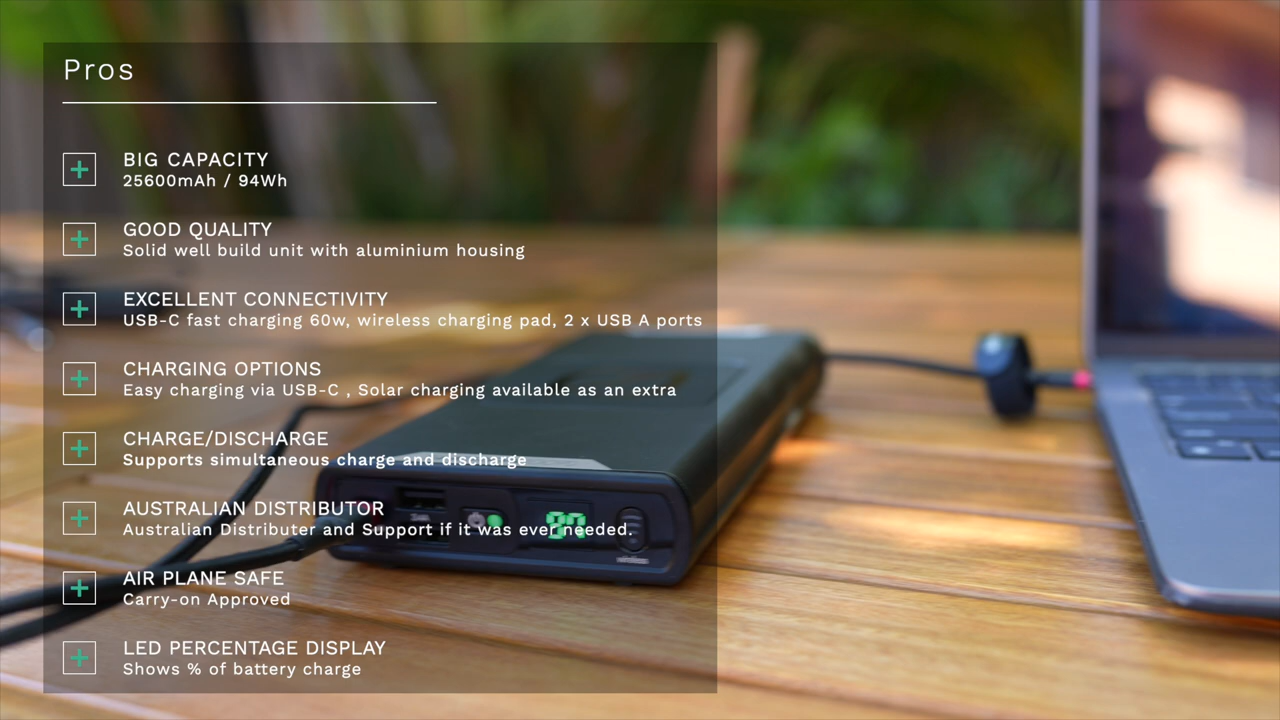 Pros
BIG CAPACITY
25600mAh / 94Wh
GOOD QUALITY
Solid well build unit with aluminium housing
EXCELLENT CONNECTIVITY
USB-C fast charging 60w, wireless charging pad, 2 x USB A ports
CHARGING OPTIONS
Easy charging via USB-C , Solar charging available as an extra
CHARGE/DISCHARGE
Supports simultaneous charge and discharge
AUSTRALIAN DISTRIBUTOR
Australian Distributer and Support if it was ever needed.
AIR PLANE SAFE
Carry-on Approved
LED PERCENTAGE DISPLAY
Shows % of battery charge